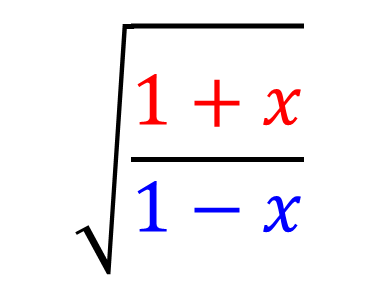 √
1 + x
1 − x